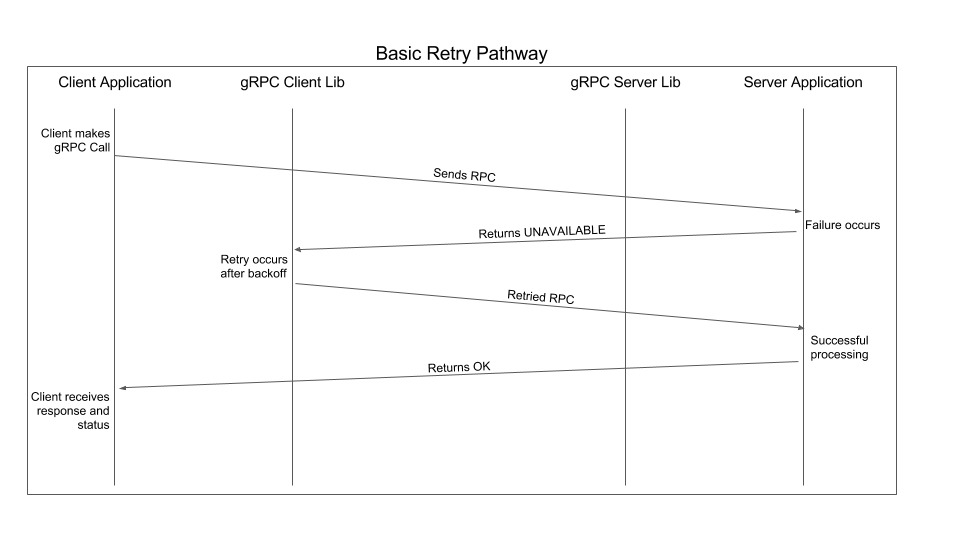 Basic Retry Pathway
Client Application
gRPC Client Lib
gRPC Server Lib
Server Application
Client makes
gRPC Call
Sends RPC
Failure occurs
Returns UNAVAILABLE
Retry occurs
after backoff
Retried RPC
Successful
processing
Returns OK
Client receives
response and
status